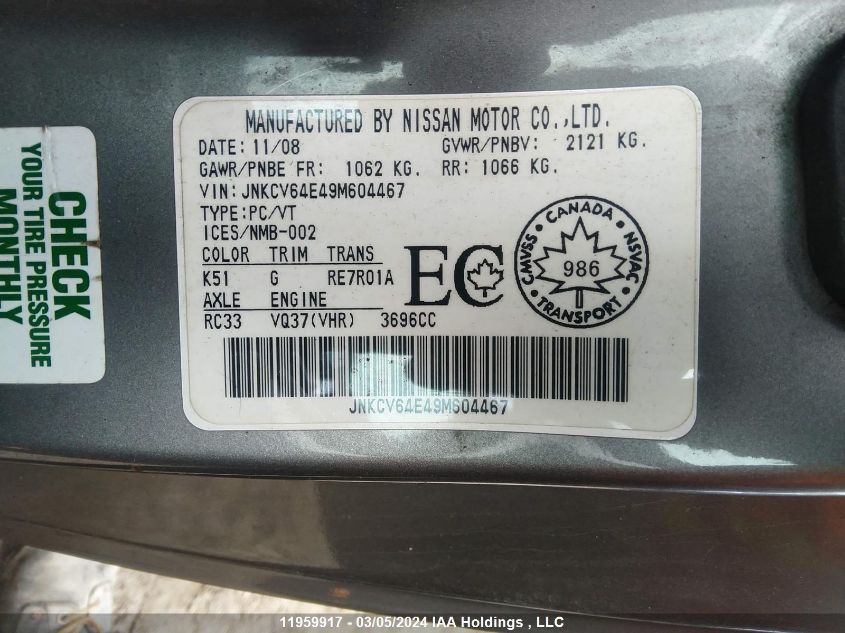 CHECK
YOUR TIRE PRESSURE
MONTHLY
MANUFACTURED BY NISSAN MOTOR CO.,LTD.
DATE: 11/08 GVWR/PNBV: 2121 KG.
GAWR/PNBE FR: 1062 KG. RR: 1066 KG.
VIN: JNKCV64E49M604467
TYPE:PC/VT
ICES/NMB-002
COLOR TRIM TRANS
K51 G RE7R01A
AXLE ENGINE
RC33 VQ37(VHR) 3696CC
EC
CANADA
CMVSS NSVAC
986
TRANSPORT
JNKCV64E49M604467
11959917 - 03/05/2024 IAA Holdings , LLC